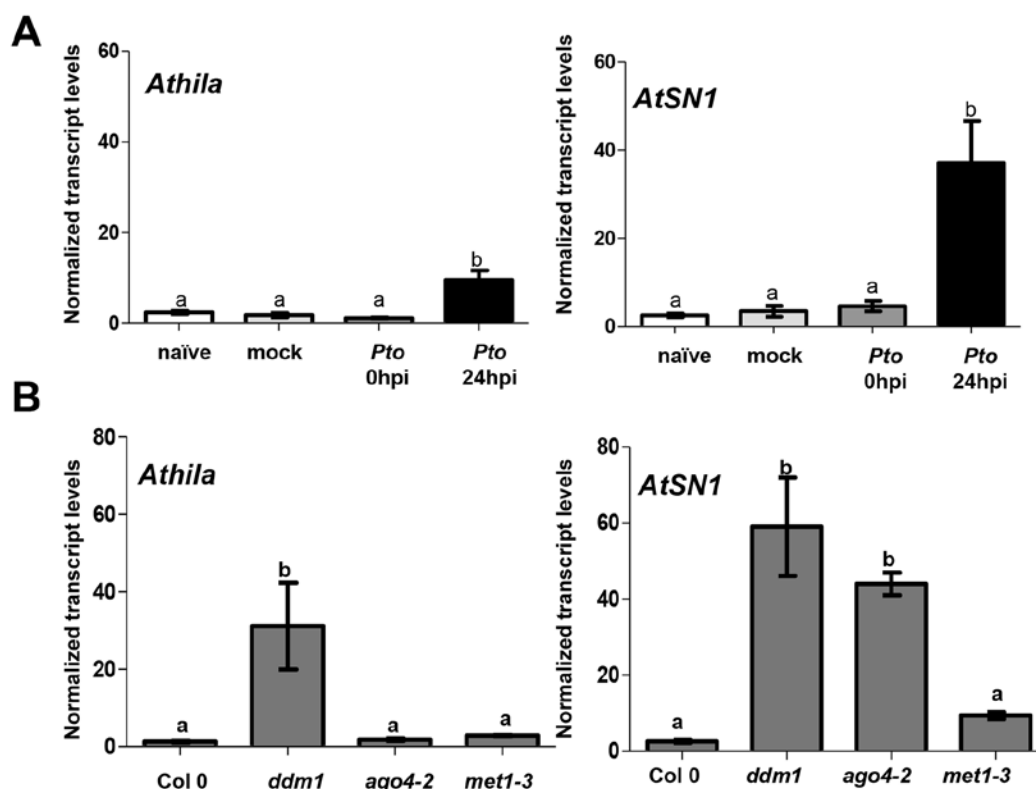 A
Athila
Normalized transcript levels
60
40
20
0
a
a
a
b
naïve
mock
Pto
0hpi
Pto
24hpi
AtSN1
Normalized transcript levels
60
40
20
0
a
a
a
b
naïve
mock
Pto
0hpi
Pto
24hpi
B
Athila
Normalized transcript levels
80
60
40
20
0
a
b
a
a
Col 0
ddm1
ago4-2
met1-3
AtSN1
Normalized transcript levels
80
60
40
20
0
a
b
b
a
Col 0
ddm1
ago4-2
met1-3